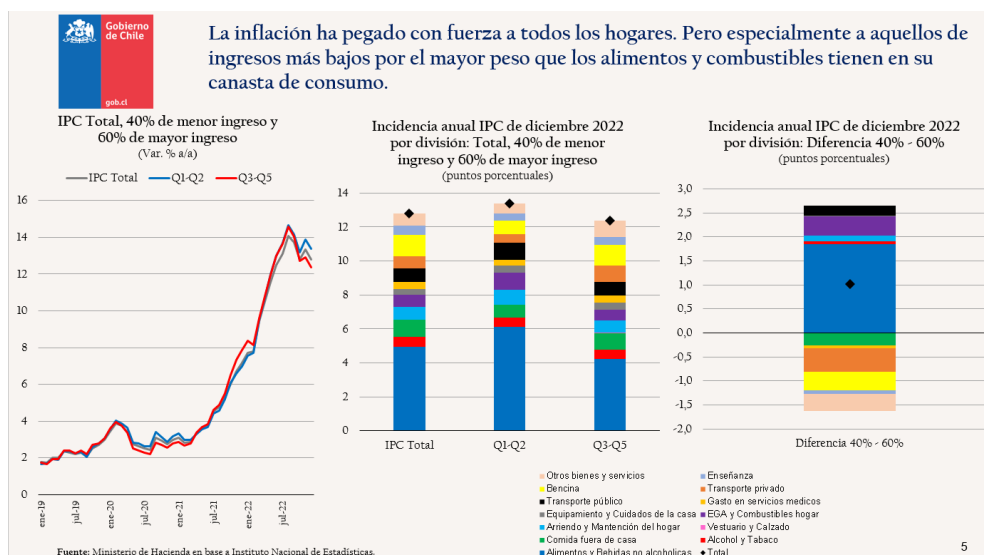 Gobierno
de Chile
gob.cl
La inflación ha pegado con fuerza a todos los hogares. Pero especialmente a aquellos de
ingresos más bajos por el mayor peso que los alimentos y combustibles tienen en su
canasta de consumo.
IPC Total, 40% de menor ingreso y
60% de mayor ingreso
(Var. % a/a)
IPC Total
Q1-Q2
Q3-Q5
16
14
12
10
8
6
4
2
0
ene-19
jul-19
ene-20
jul-20
ene-21
jul-21
ene-22
jul-22
Incidencia anual IPC de diciembre 2022
por división: Total, 40% de menor
ingreso y 60% de mayor ingreso
(puntos porcentuales)
14
12
10
8
6
4
2
0
IPC Total
Q1-Q2
Q3-Q5
Incidencia anual IPC de diciembre 2022
por división: Diferencia 40% - 60%
(puntos porcentuales)
3,0
2,5
2,0
1,5
1,0
0,5
0,0
-0,5
-1,0
-1,5
-2,0
Diferencia 40% - 60%
Otros bienes y servicios
Enseñanza
Bencina
Transporte privado
Transporte público
Gasto en servicios medicos
Equipamiento y Cuidados de la casa
EGA y Combustibles hogar
Arriendo y Mantención del hogar
Vestuario y Calzado
Comida fuera de casa
Alcohol y Tabaco
Alimentos y Bebidas no alcoholicas
Total
Fuente: Ministerio de Hacienda en base a Instituto Nacional de Estadísticas.
5